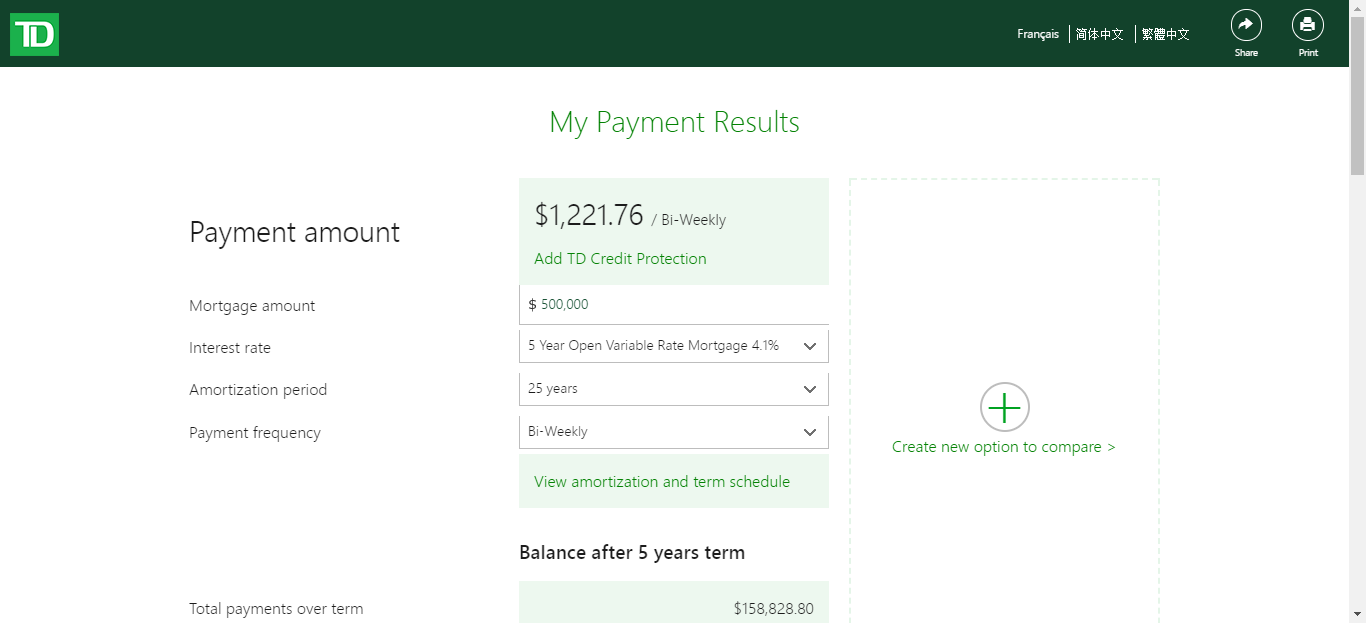 TD
Français
简体中文
繁體中文
Share
Print
My Payment Results
Payment amount
$1,221.76 / Bi-Weekly
Add TD Credit Protection
Mortgage amount
$ 500,000
Interest rate
5 Year Open Variable Rate Mortgage 4.1%
Amortization period
25 years
Payment frequency
Bi-Weekly
View amortization and term schedule
Create new option to compare >
Balance after 5 years term
Total payments over term
$158,828.80